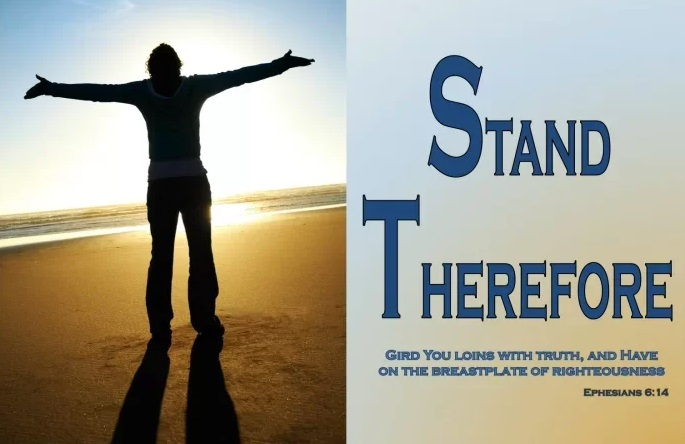 Stand
Therefore
Gird You loins with truth, and Have
on the breastplate of righteousness
Ephesians 6:14